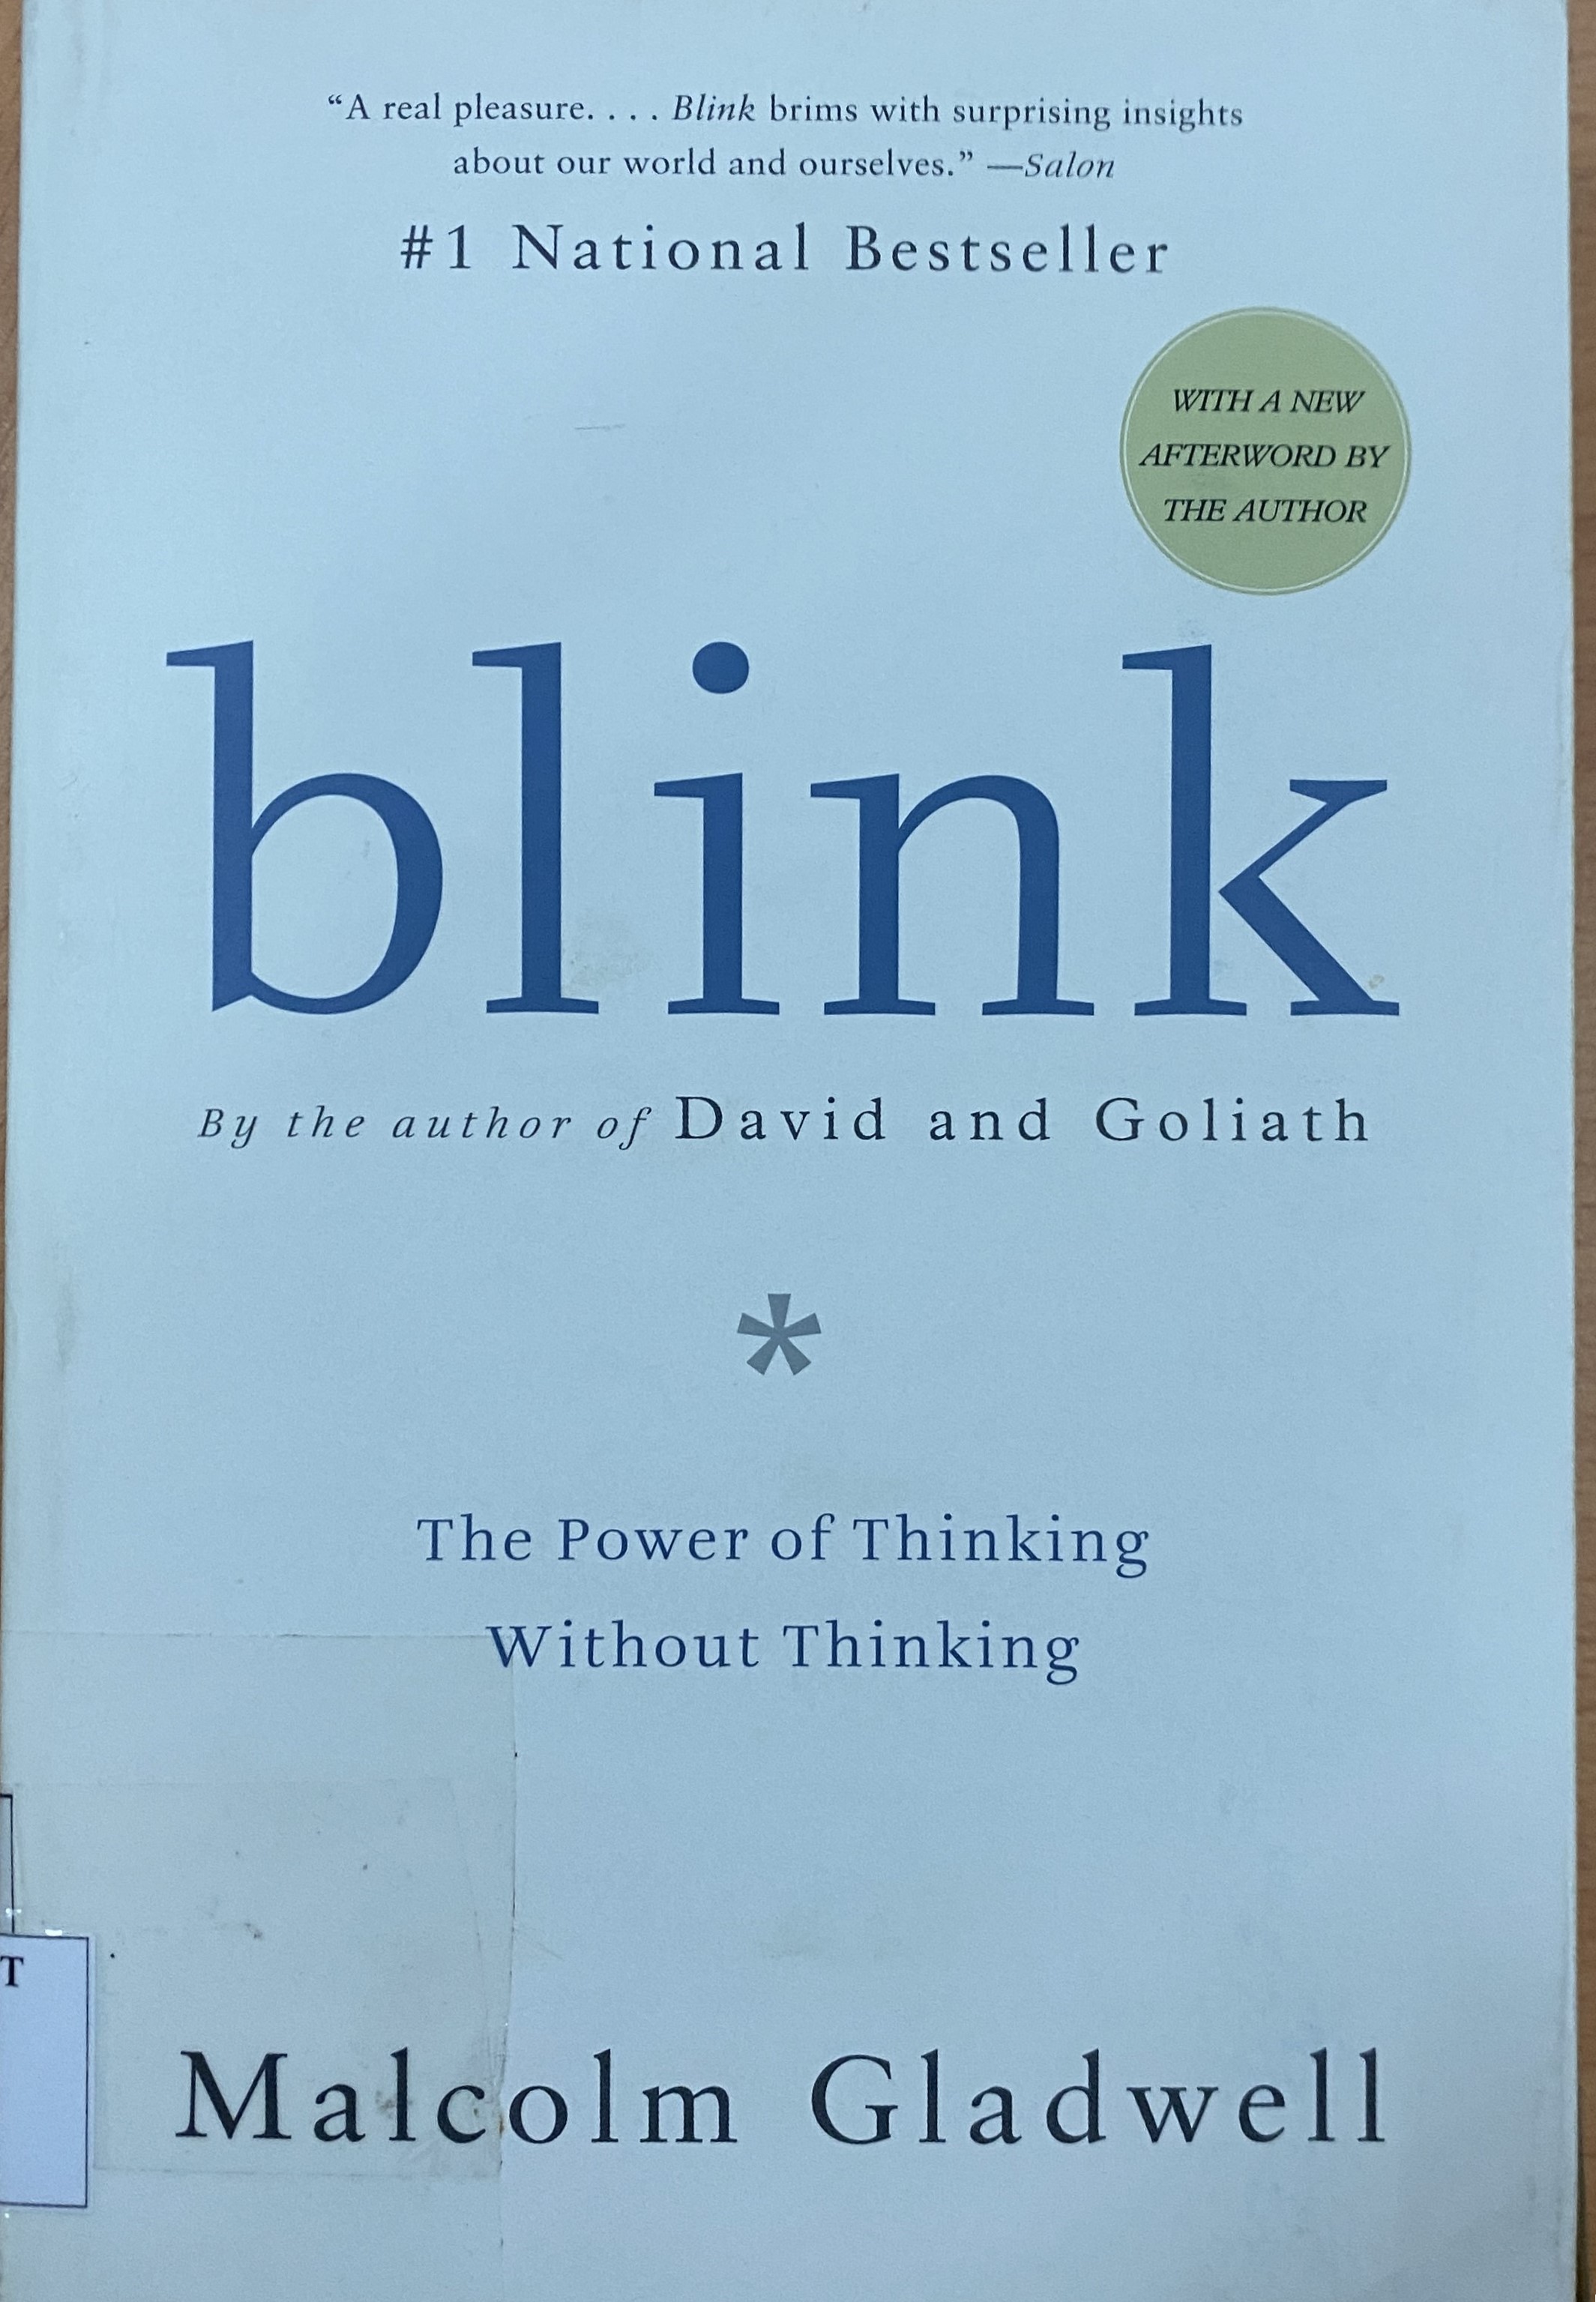 “A real pleasure. . . . Blink brims with surprising insights
about our world and ourselves.” —Salon
#1 National Bestseller
WITH A NEW
AFTERWORD BY
THE AUTHOR
blink
By the author of David and Goliath
*
The Power of Thinking
Without Thinking
T
Malcolm Gladwell